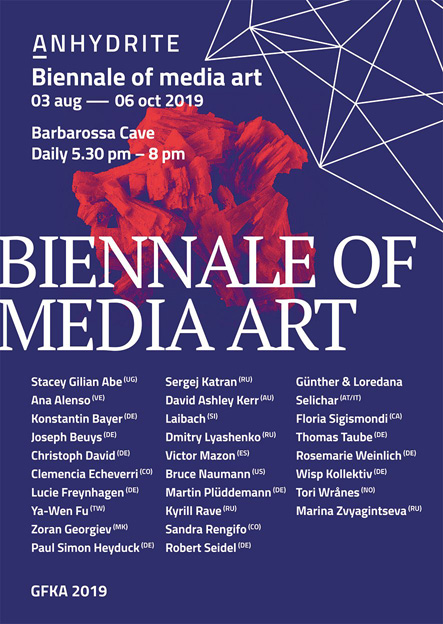 ANHYDRITE
Biennale of media art
03 aug — 06 oct 2019
Barbarossa Cave
Daily 5.30 pm – 8 pm
BIENNALE OF
MEDIA ART
Stacey Gilian Abe (UG)
Ana Alenso (VE)
Konstantin Bayer (DE)
Joseph Beuys (DE)
Christoph David (DE)
Clemencia Echeverri (CO)
Lucie Freynhagen (DE)
Ya-Wen Fu (TW)
Zoran Georgiev (MK)
Paul Simon Heyduck (DE)
Sergej Katran (RU)
David Ashley Kerr (AU)
Laibach (SI)
Dmitry Lyashenko (RU)
Victor Mazon (ES)
Bruce Naumann (US)
Martin Plüddemann (DE)
Kyrill Rave (RU)
Sandra Rengifo (CO)
Robert Seidel (DE)
Günther & Loredana
Selichar (AT/IT)
Floria Sigismondi (CA)
Thomas Taube (DE)
Rosemarie Weinlich (DE)
Wisp Kollektiv (DE)
Tori Wrånes (NO)
Marina Zvyagintseva (RU)
GFKA 2019